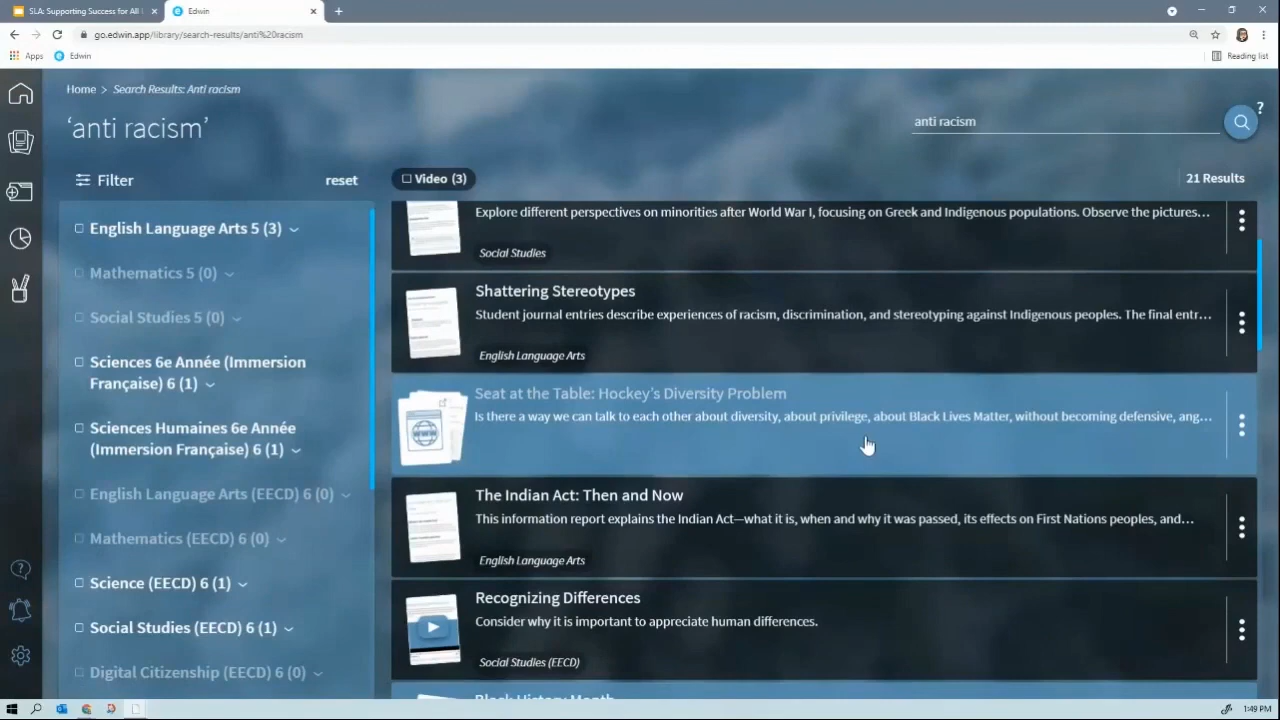 SLA: Supporting Success for All
Edwin
go.edwin.app/library/search-results/anti%20racism
Apps
Edwin
Reading list
Home > Search Results: Anti racism
'anti racism'
anti racism
?
Filter
reset
Video (3)
21 Results
English Language Arts 5 (3)
Mathematics 5 (0)
Social Studies 5 (0)
Sciences 6e Année (Immersion
Française) 6 (1)
Sciences Humaines 6e Année
(Immersion Française) 6 (1)
English Language Arts (EECD) 6 (0)
Mathematics (EECD) 6 (0)
Science (EECD) 6 (1)
Social Studies (EECD) 6 (1)
Digital Citizenship (EECD) 6 (0)
Explore different perspectives on minorities after World War I, focusing on Greek and Indigenous populations. Observe the pictures...
Social Studies
Shattering Stereotypes
Student journal entries describe experiences of racism, discrimination, and stereotyping against Indigenous peoples. The final entr...
English Language Arts
Seat at the Table: Hockey's Diversity Problem
Is there a way we can talk to each other about diversity, about privilege, about Black Lives Matter, without becoming defensive, ang...
The Indian Act: Then and Now
This information report explains the Indian Act—what it is, when and why it was passed, its effects on First Nations peoples, and...
English Language Arts
Recognizing Differences
Consider why it is important to appreciate human differences.
Social Studies (EECD)
Black History Month
1:49 PM